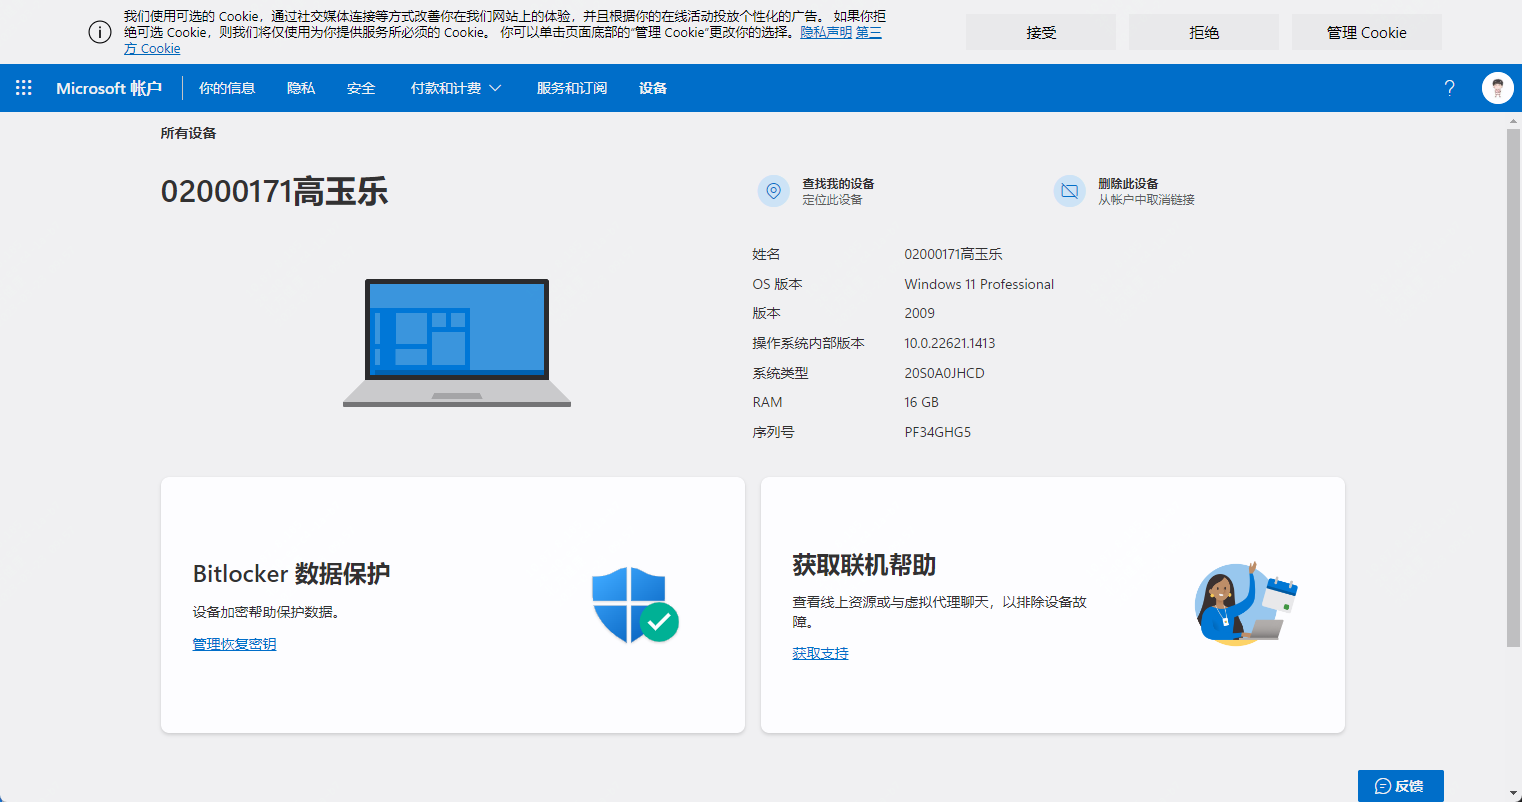 我们使用可选的 Cookie，通过社交媒体连接等方式改善你在我们网站上的体验，并且根据你的在线活动投放个性化的广告。 如果你拒
绝可选 Cookie，则我们将仅使用为你提供服务所必须的 Cookie。 你可以单击页面底部的“管理 Cookie”更改你的选择。隐私声明 第三
方 Cookie
接受
拒绝
管理 Cookie
Microsoft 帐户
你的信息
隐私
安全
付款和计费
服务和订阅
设备
?
所有设备
02000171高玉乐
查找我的设备
定位此设备
删除此设备
从帐户中取消链接
姓名 02000171高玉乐
OS 版本 Windows 11 Professional
版本 2009
操作系统内部版本 10.0.22621.1413
系统类型 20S0A0JHCD
RAM 16 GB
序列号 PF34GHG5
Bitlocker 数据保护
设备加密帮助保护数据。
管理恢复密钥
获取联机帮助
查看线上资源或与虚拟代理聊天，以排除设备故
障。
获取支持
反馈